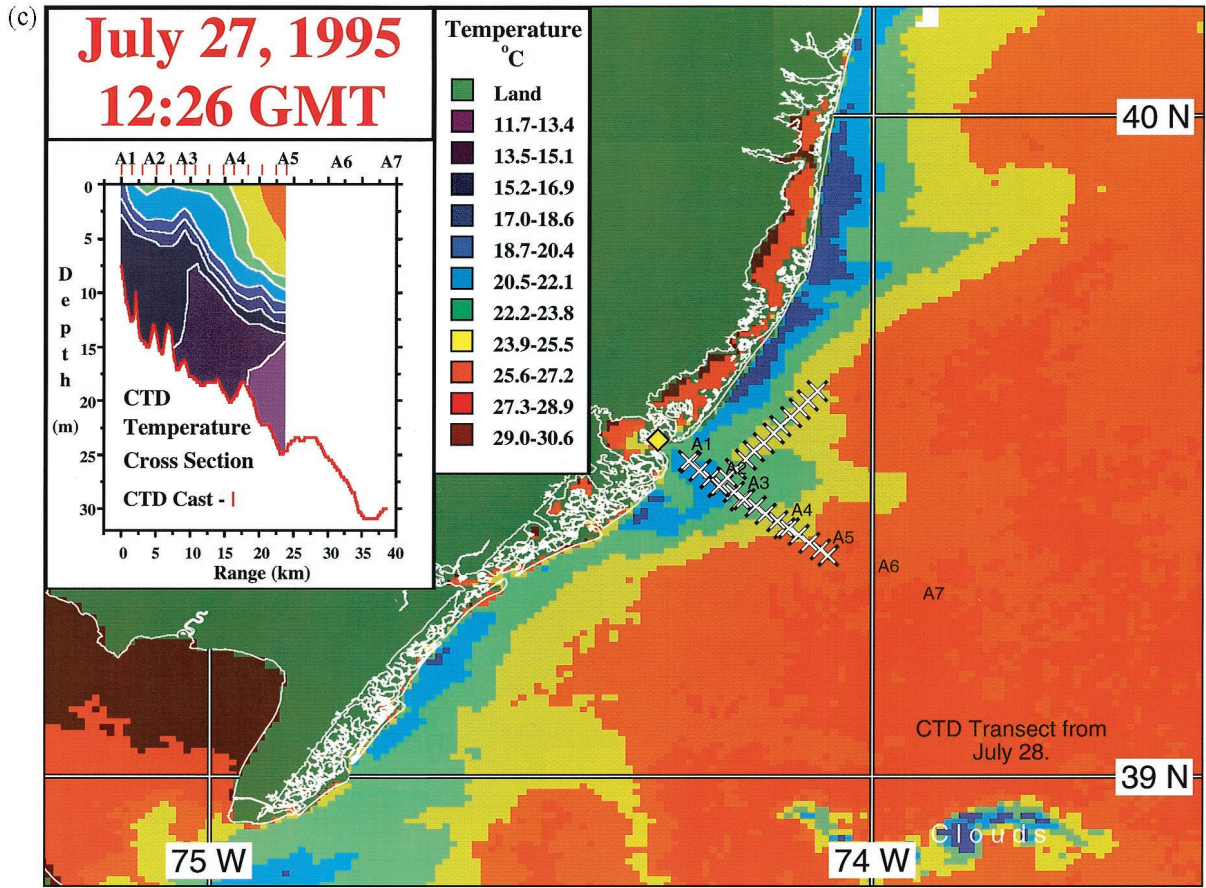 (c)
July 27, 1995
12:26 GMT
A1 A2 A3 A4 A5 A6 A7
0
5
10
15
20
25
30
Depth
(m)
CTD
Temperature
Cross Section
CTD Cast -
0 5 10 15 20 25 30 35 40
Range (km)
Temperature
°C
Land
11.7-13.4
13.5-15.1
15.2-16.9
17.0-18.6
18.7-20.4
20.5-22.1
22.2-23.8
23.9-25.5
25.6-27.2
27.3-28.9
29.0-30.6
40 N
A1
A2
A3
A4
A5
A6
A7
CTD Transect from
July 28.
39 N
Clouds
75 W
74 W